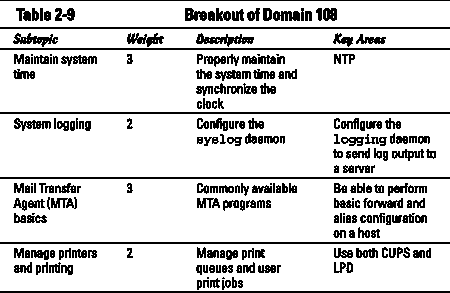 Table 2-9 Breakout of Domain 108
Subtopic Weight Description Key Areas
Maintain system 3 Properly maintain NTP
time the system time and
synchronize the
clock
System logging 2 Configure the Configure the
syslog daemon logging daemon
to send log output to
a server
Mail Transfer 3 Commonly available Be able to perform
Agent (MTA) MTA programs basic forward and
basics alias configuration
on a host
Manage printers 2 Manage print Use both CUPS and
and printing queues and user LPD
print jobs